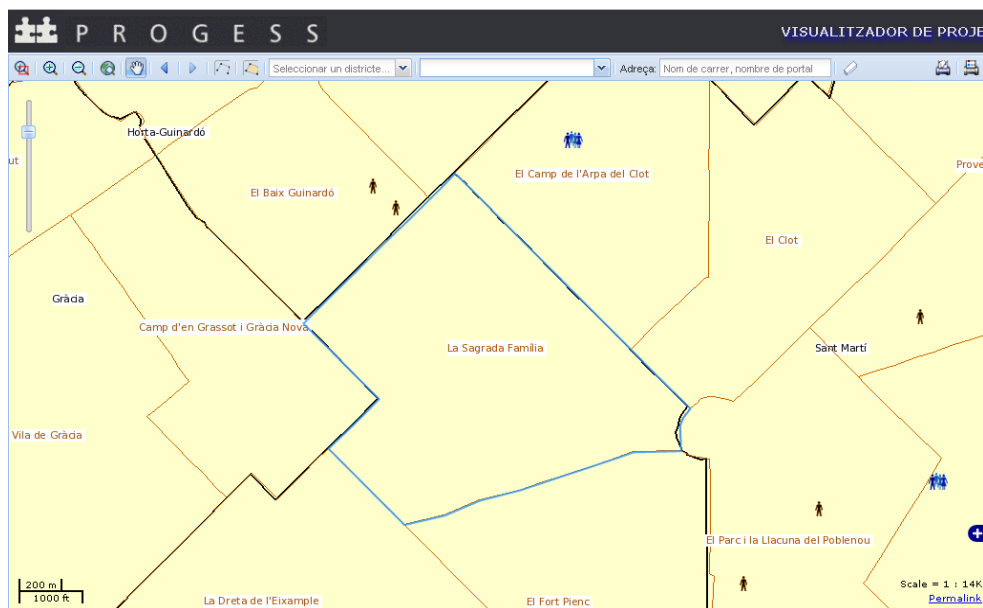 PROGESS
VISUALITZADOR DE PROJE
Seleccionar un districte...
Adreça:
Nom de carrer, nombre de portal
Horta-Guinardó
ut
El Camp de l'Arpa del Clot
Prové
El Baix Guinardó
El Clot
Gràcia
Camp d'en Grassot i Gràcia Nova
La Sagrada Família
Sant Martí
Vila de Gràcia
El Parc i la Llacuna del Poblenou
200 m
1000 ft
Scale = 1 : 14K
Permalink
La Dreta de l'Eixample
El Fort Pienc